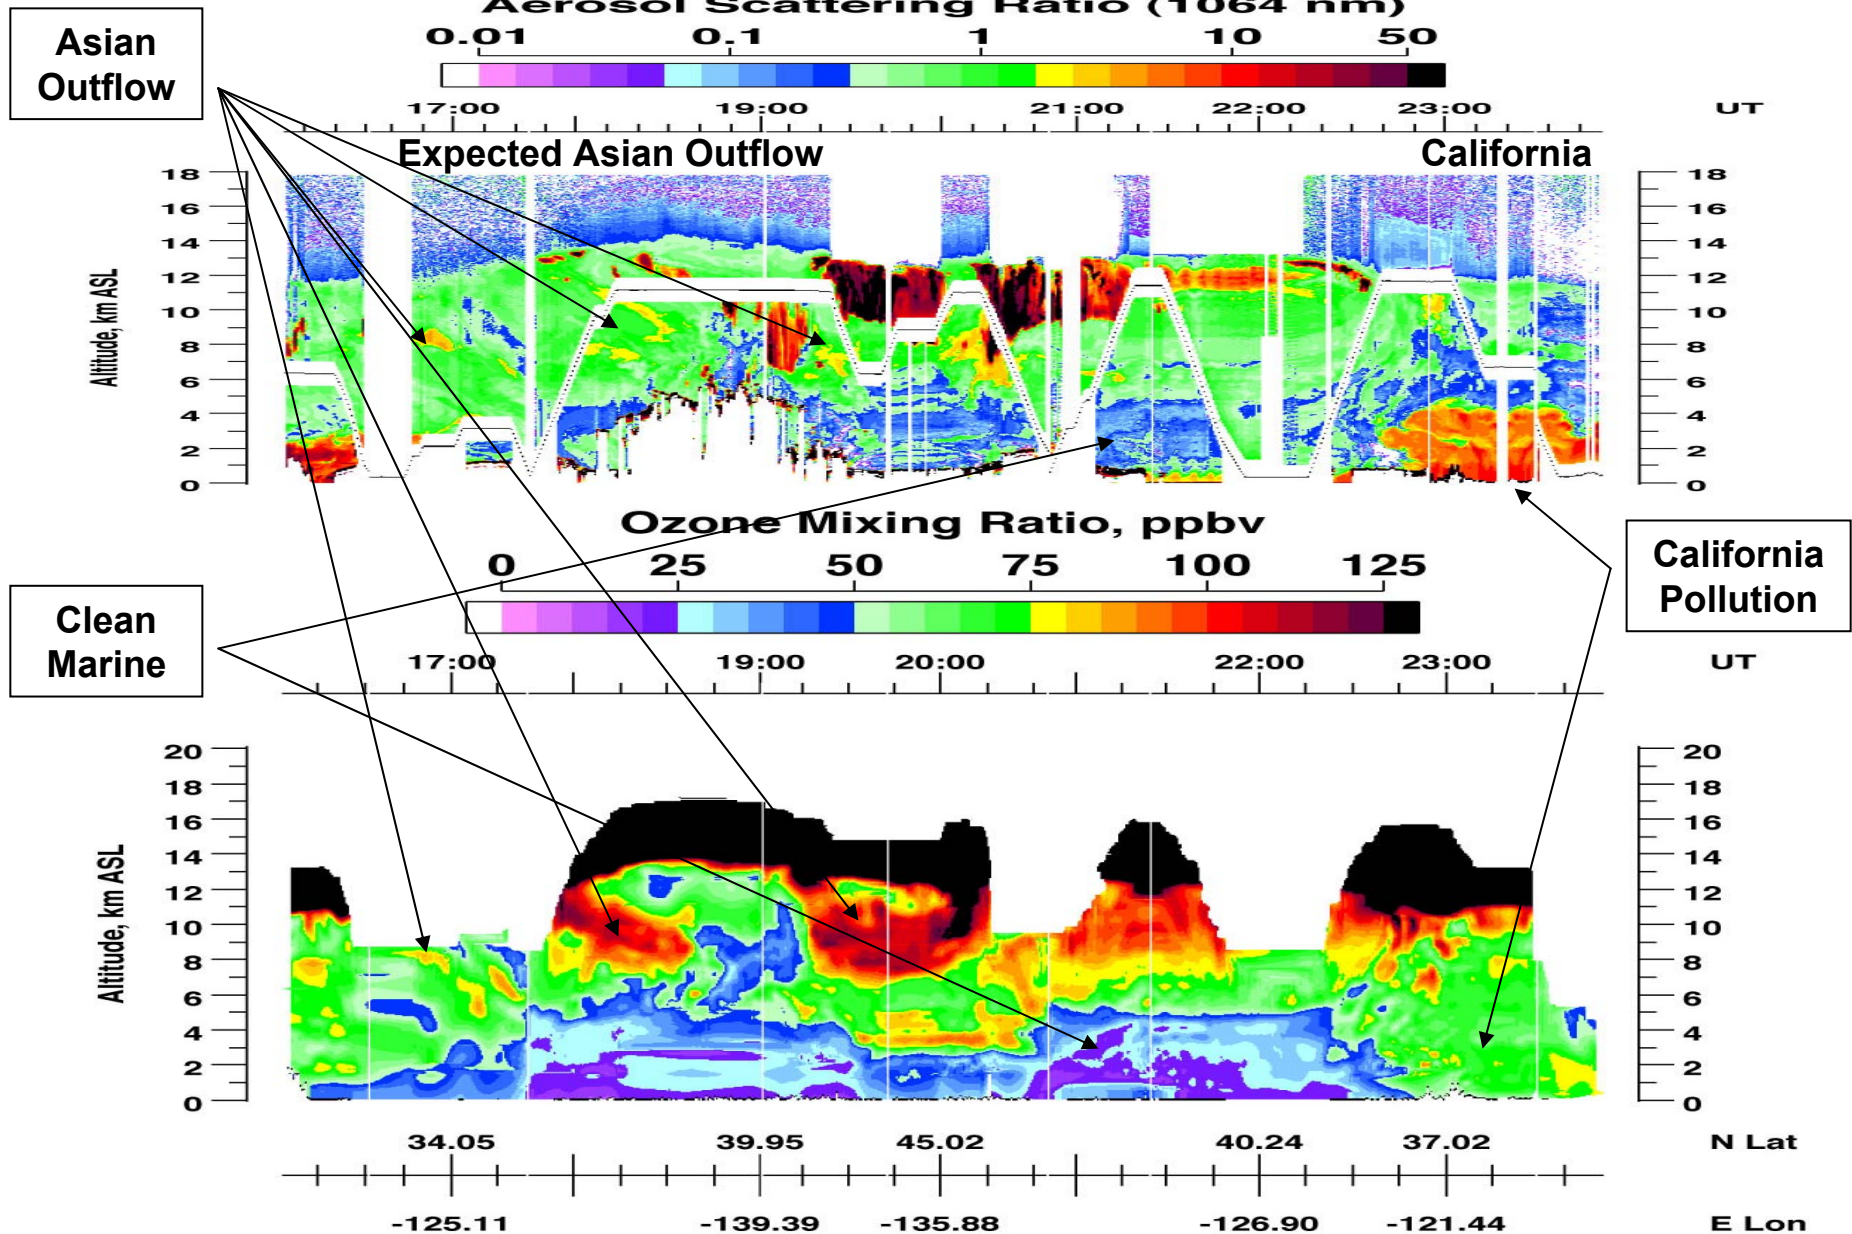 Aerosol Scattering Ratio (1064 nm)
0.01 0.1 1 10 50
Asian
Outflow
17:00 19:00 21:00 22:00 23:00 UT
Expected Asian Outflow California
Altitude, km ASL
18 18
16 16
14 14
12 12
10 10
8 8
6 6
4 4
2 2
0 0
Ozone Mixing Ratio, ppbv
0 25 50 75 100 125
California
Pollution
Clean
Marine
17:00 19:00 20:00 22:00 23:00 UT
Altitude, km ASL
20 20
18 18
16 16
14 14
12 12
10 10
8 8
6 6
4 4
2 2
0 0
34.05 39.95 45.02 40.24 37.02 N Lat
-125.11 -139.39 -135.88 -126.90 -121.44 E Lon